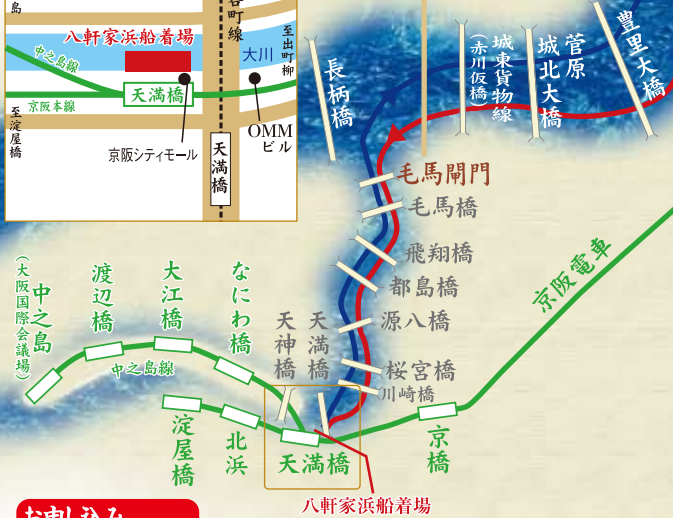 島
八軒家浜船着場
中之島線
京阪本線
至淀屋橋
天満橋
谷町線
大川
至出町柳
京阪シティモール
天満橋
OMM
ビル
長柄橋
城東貨物線
（赤川仮橋）
菅原
城北大橋
豊里大橋
毛馬閘門
毛馬橋
飛翔橋
都島橋
源八橋
桜宮橋
川崎橋
天満橋
天神橋
京阪電車
なにわ橋
大江橋
渡辺橋
中之島
（大阪国際会議場）
中之島線
淀屋橋
北浜
天満橋
京橋
八軒家浜船着場
お申し込み